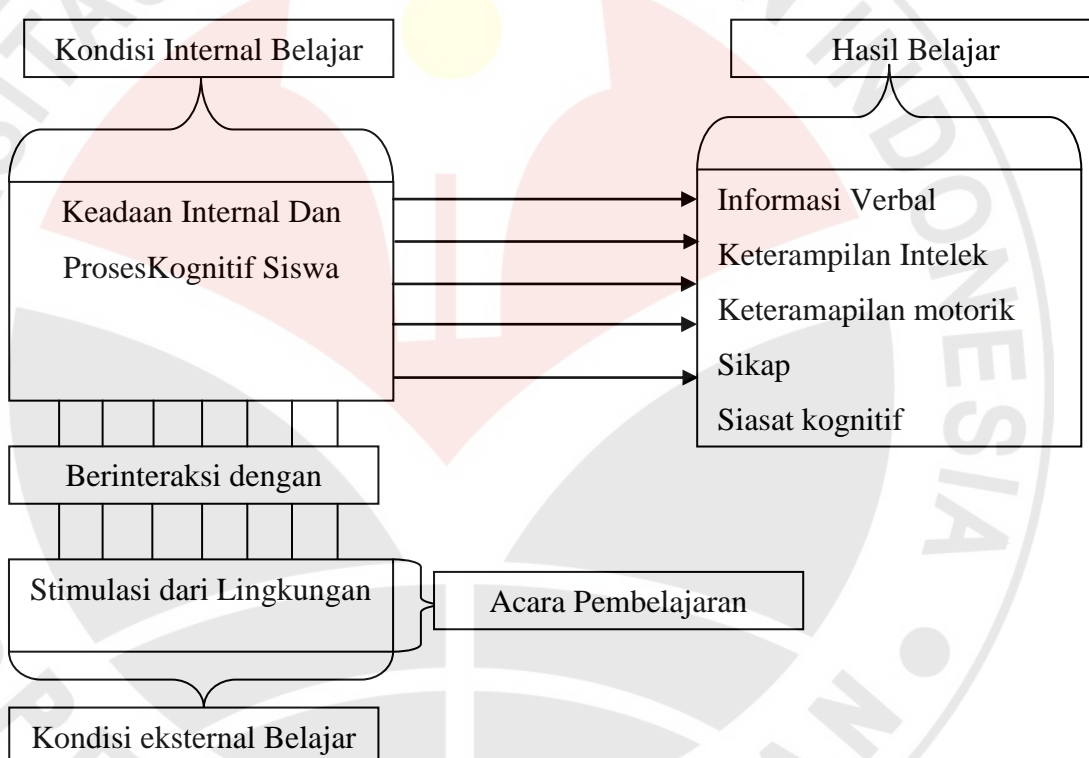 Kondisi Internal Belajar
Hasil Belajar
Keadaan Internal Dan
ProsesKognitif Siswa
Informasi Verbal
Keterampilan Intelek
Keteramapilan motorik
Sikap
Siasat kognitif
Berinteraksi dengan
Stimulasi dari Lingkungan
Acara Pembelajaran
Kondisi eksternal Belajar